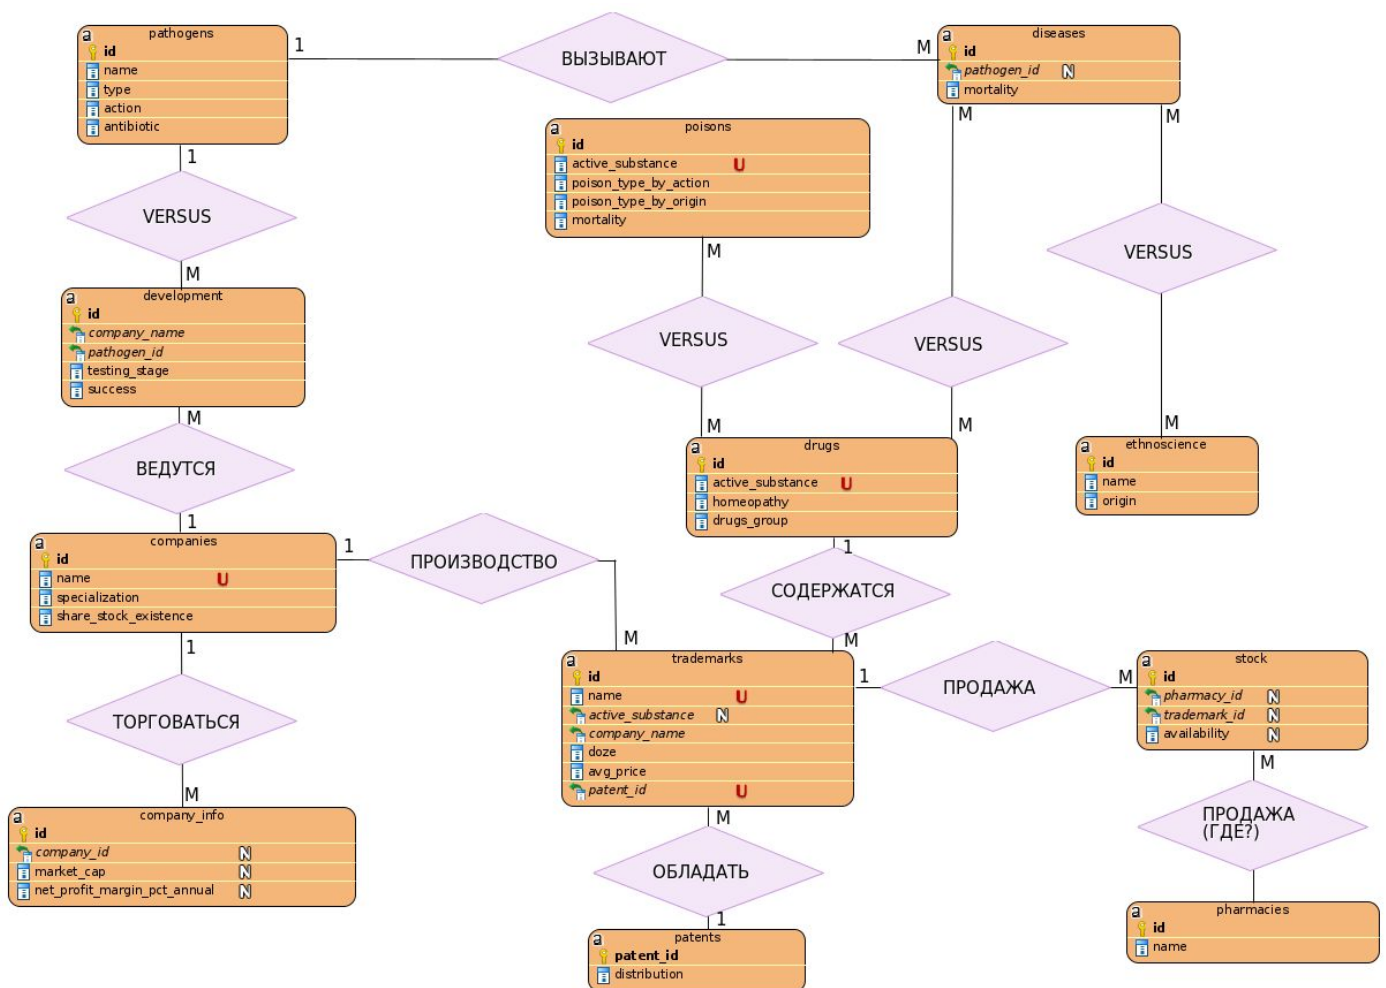 a pathogens
id
name
type
action
antibiotic
1
ВЫЗЫВАЮТ
M
a diseases
id
pathogen_id N
mortality
1
VERSUS
M
a poisons
id
active_substance U
poison_type_by_action
poison_type_by_origin
mortality
M
VERSUS
M
M
VERSUS
M
M
VERSUS
M
a development
id
company_name
pathogen_id
testing_stage
success
M
ВЕДУТСЯ
1
a drugs
id
active_substance U
homeopathy
drugs_group
a ethnoscience
id
name
origin
a companies
id
name U
specialization
share_stock_existence
1
ПРОИЗВОДСТВО
M
1
СОДЕРЖАТСЯ
M
1
ТОРГОВАТЬСЯ
M
a trademarks
id
name U
active_substance N
company_name
doze
avg_price
patent_id U
1
ПРОДАЖА
M
a stock
id
pharmacy_id N
trademark_id N
availability N
a company_info
id
company_id N
market_cap N
net_profit_margin_pct_annual N
M
ОБЛАДАТЬ
1
M
ПРОДАЖА
(ГДЕ?)
a patents
patent_id
distribution
a pharmacies
id
name